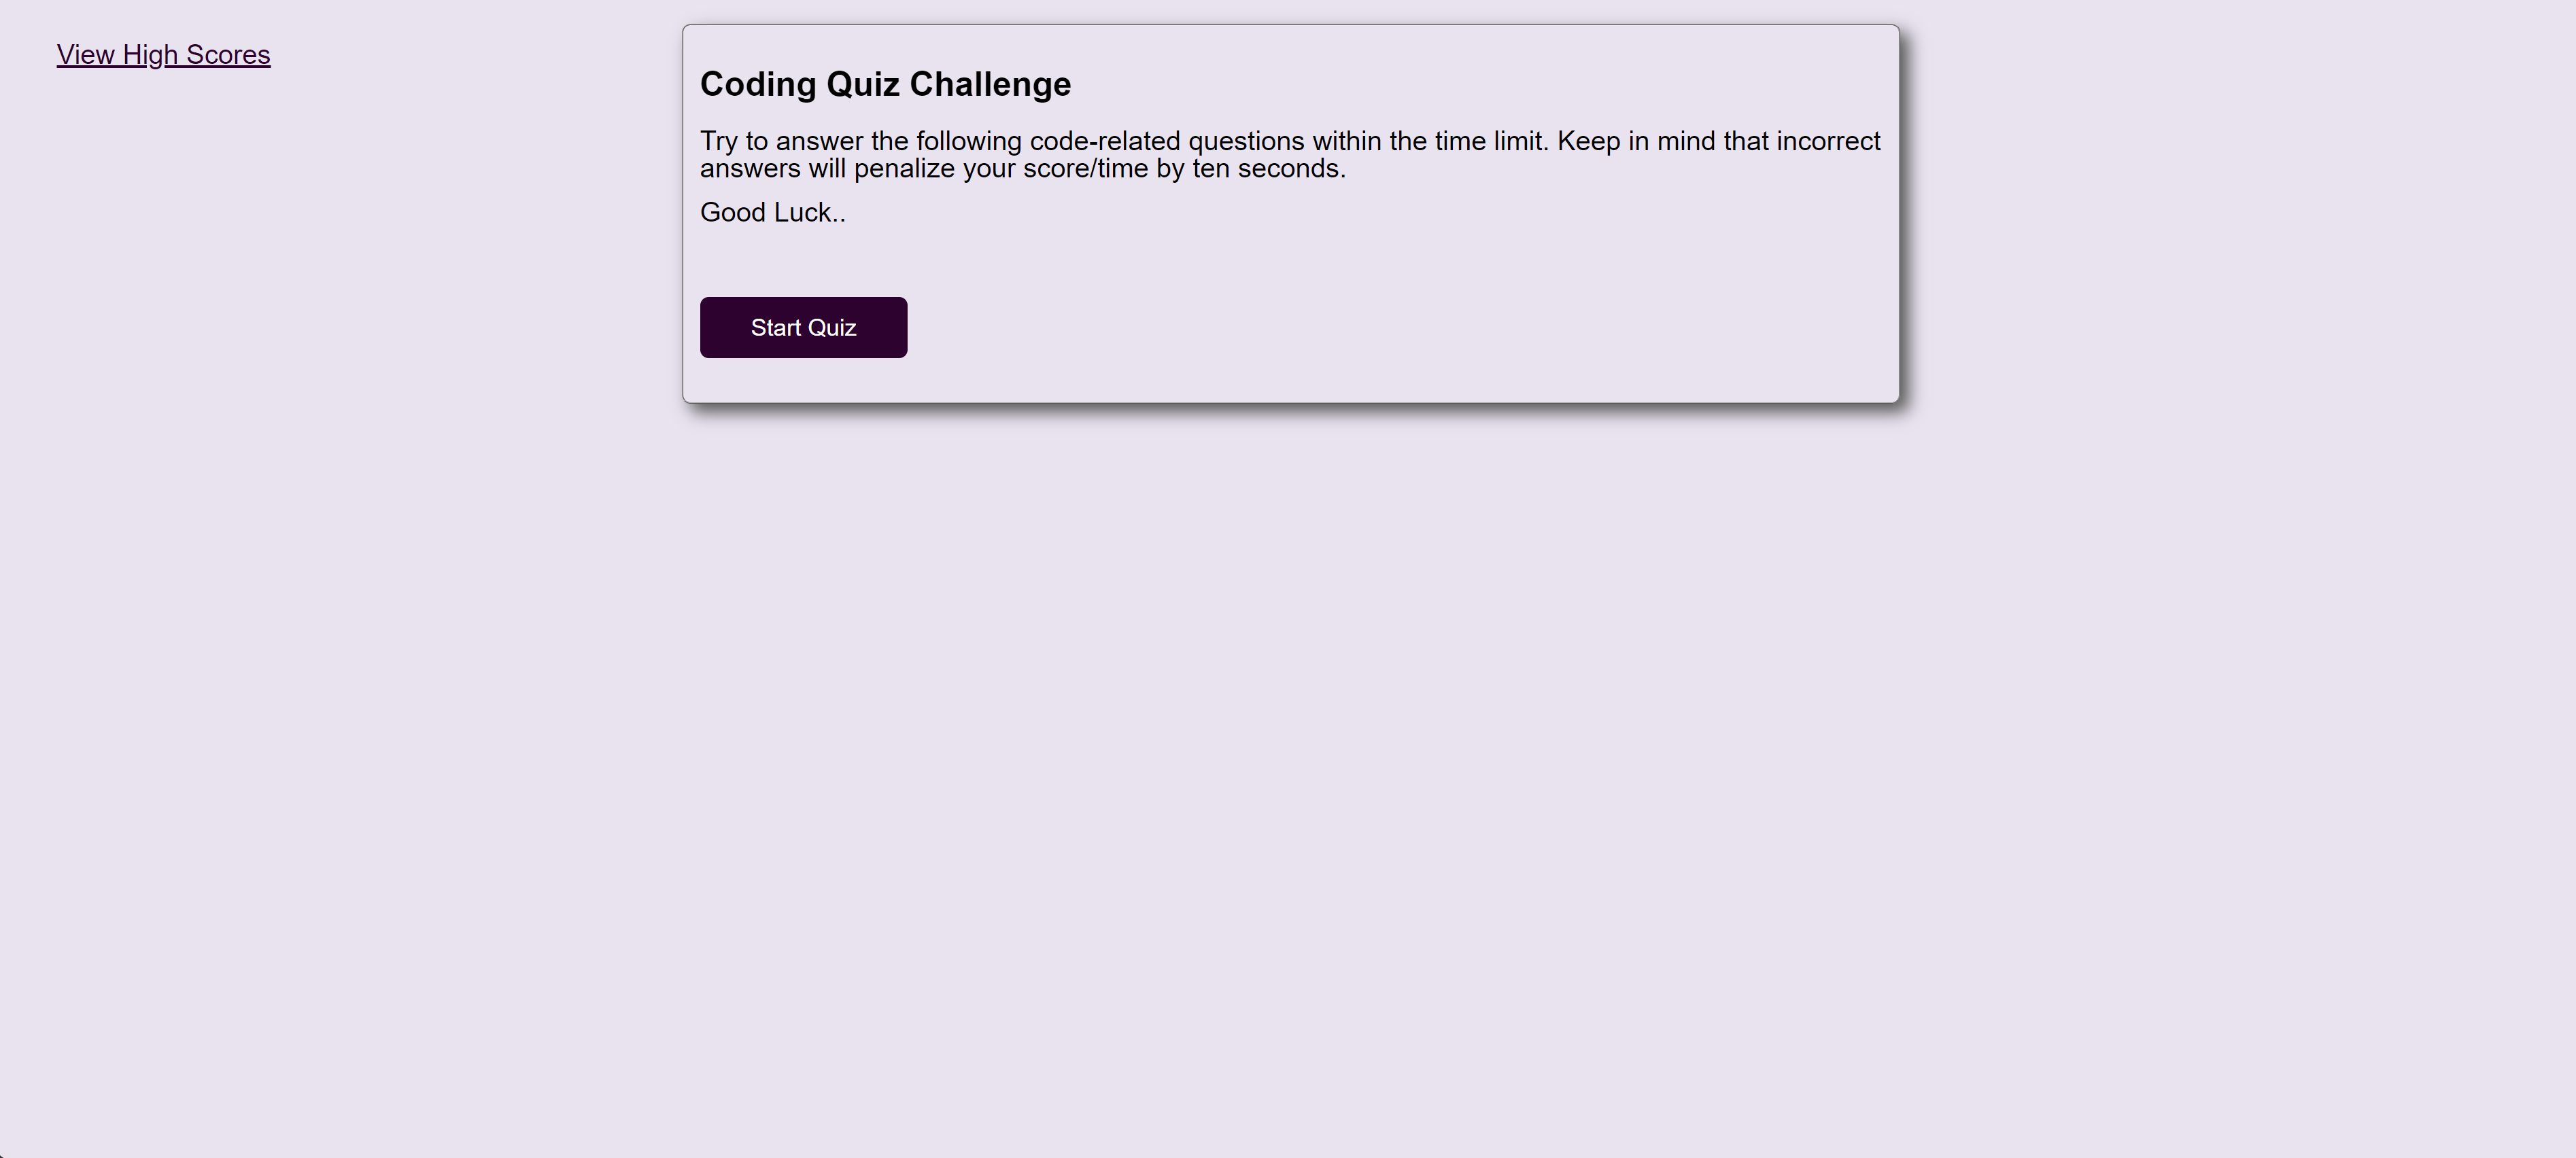 View High Scores
Coding Quiz Challenge
Try to answer the following code-related questions within the time limit. Keep in mind that incorrect
answers will penalize your score/time by ten seconds.
Good Luck..
Start Quiz